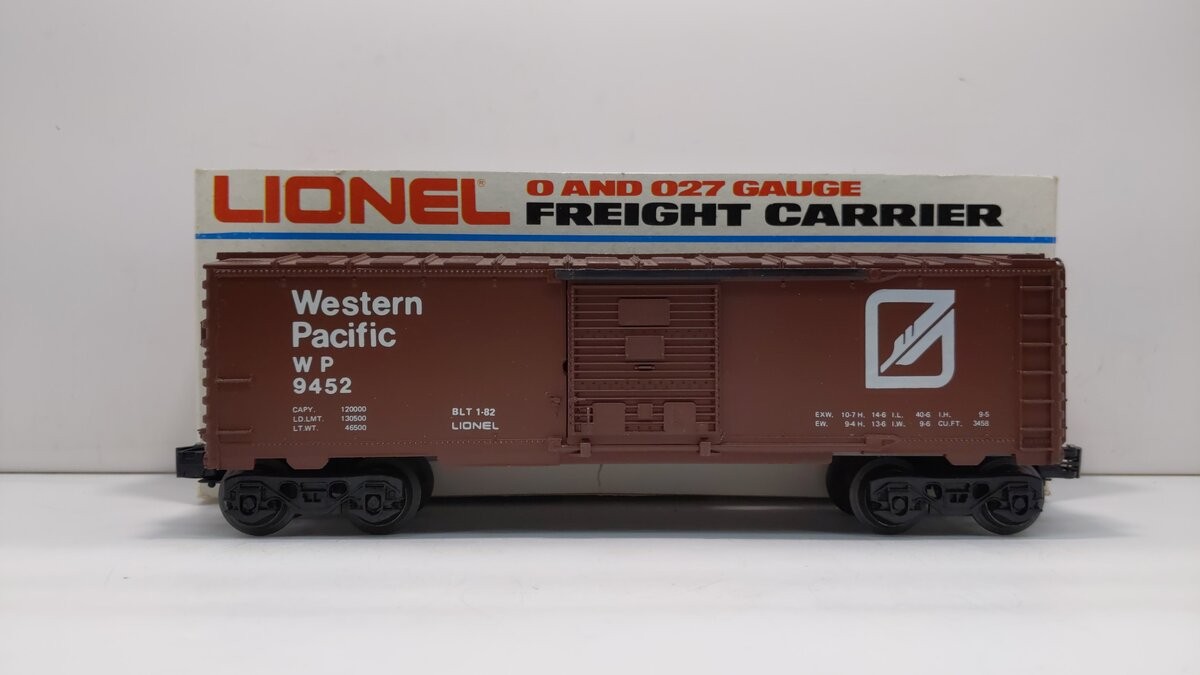 LIONEL®
O AND 027 GAUGE
FREIGHT CARRIER
Western
Pacific
W P
9452
CAPY. 120000
LD.LMT. 130500
LT.WT. 46500
BLT 1-82
LIONEL
EXW. 10-7 H. 14-6 I.L. 40-6 I.H. 9-5
EW. 9-4 H. 13-6 I.W. 9-6 CU.FT. 3458